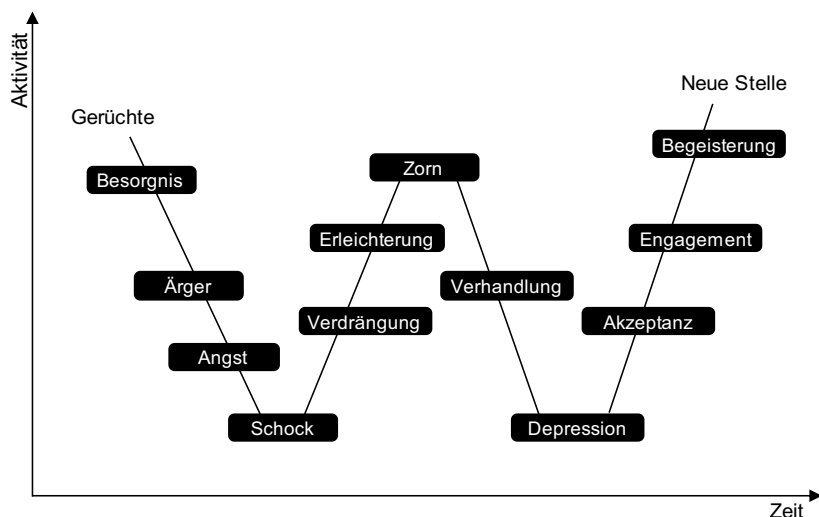 Aktivität
Neue Stelle
Gerüchte
Begeisterung
Zorn
Besorgnis
Erleichterung
Engagement
Ärger
Verhandlung
Verdrängung
Akzeptanz
Angst
Schock
Depression
Zeit